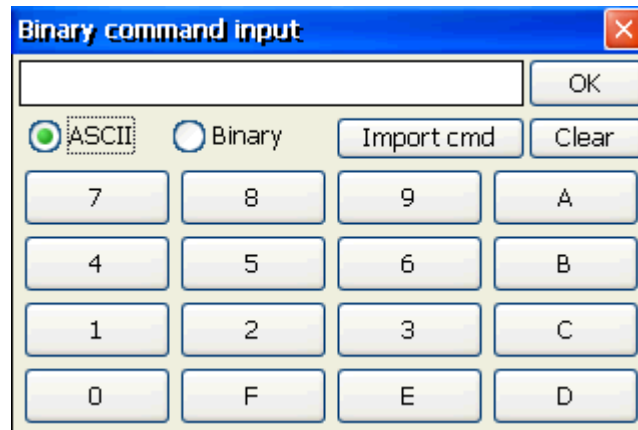 Binary command input
OK
ASCII Binary Import cmd Clear
7 8 9 A
4 5 6 B
1 2 3 C
0 F E D